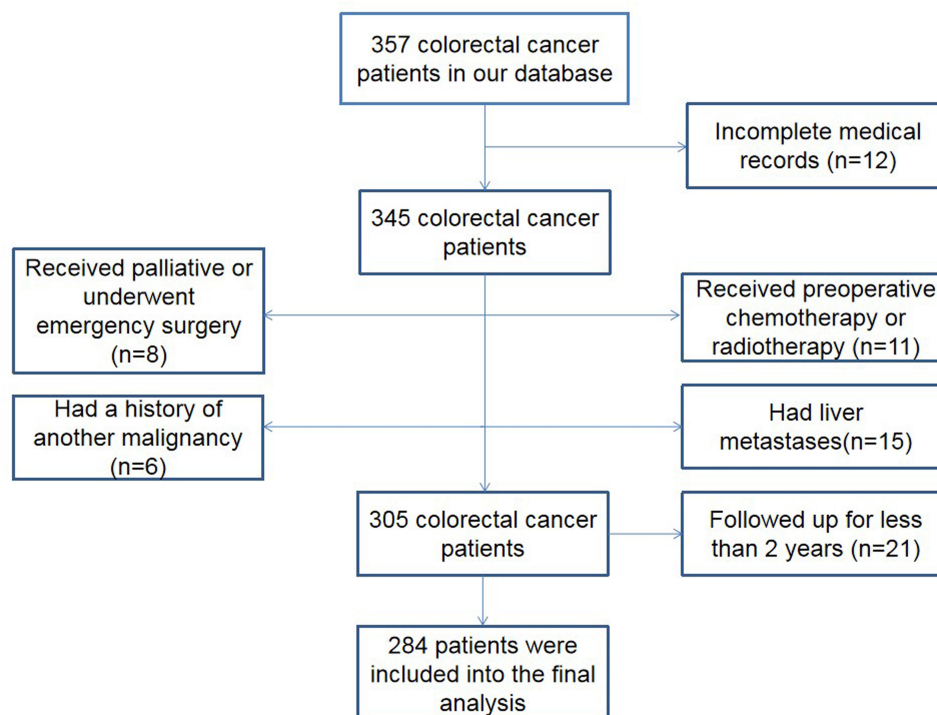 357 colorectal cancer
patients in our database
Incomplete medical
records (n=12)
345 colorectal cancer
patients
Received palliative or
underwent
emergency surgery
(n=8)
Received preoperative
chemotherapy or
radiotherapy (n=11)
Had a history of
another malignancy
(n=6)
Had liver
metastases(n=15)
305 colorectal cancer
patients
Followed up for less
than 2 years (n=21)
284 patients were
included into the final
analysis